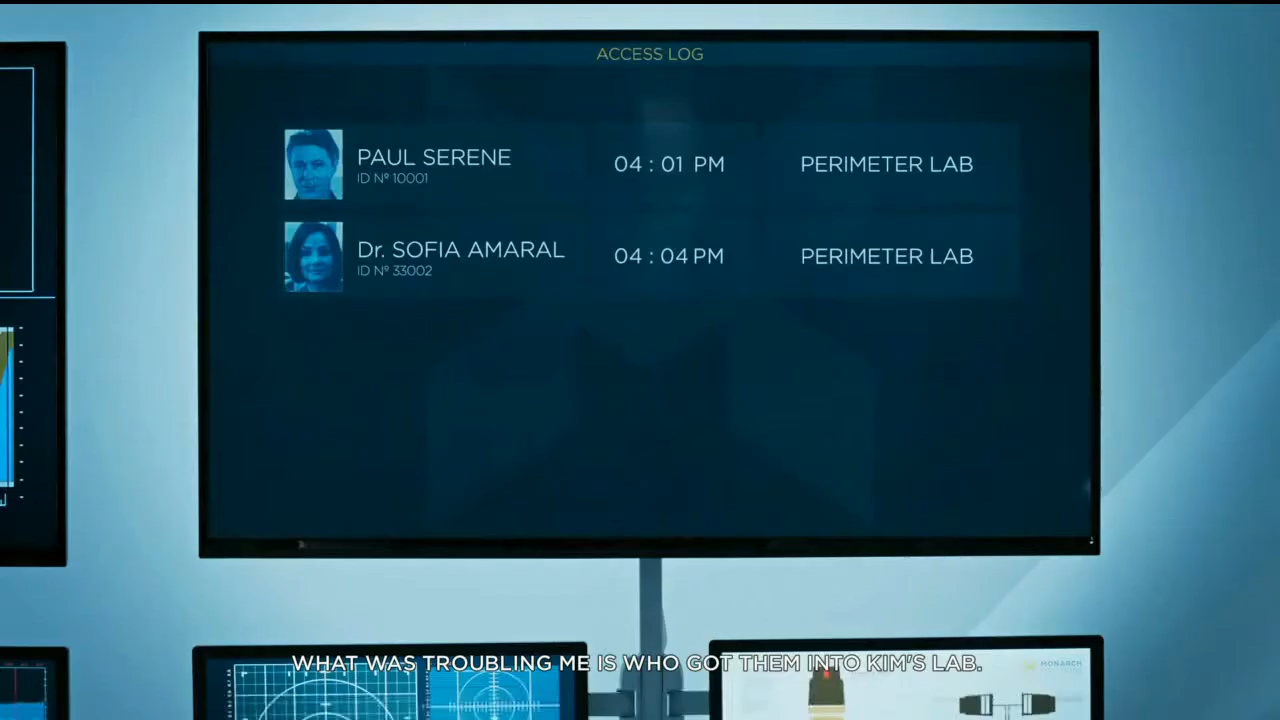 ACCESS LOG
PAUL SERENE
ID Nº 10001
04 : 01 PM
PERIMETER LAB
Dr. SOFIA AMARAL
ID Nº 33002
04 : 04 PM
PERIMETER LAB
WHAT WAS TROUBLING ME IS WHO GOT THEM INTO KIM'S LAB.
MONARCH